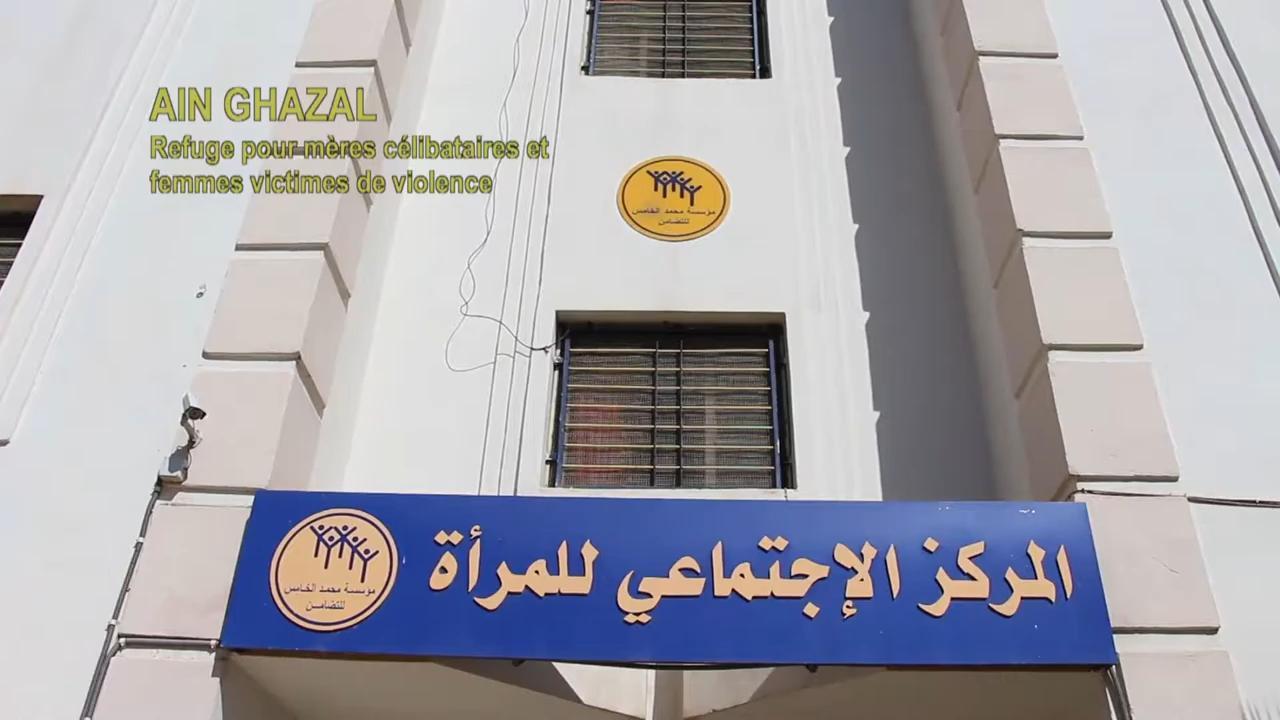 AIN GHAZAL
Refuge pour mères célibataires et
femmes victimes de violence
مؤسسة محمد الخامس
للتضامن
المركز الإجتماعي للمرأة
مؤسسة محمد الخامس
للتضامـن